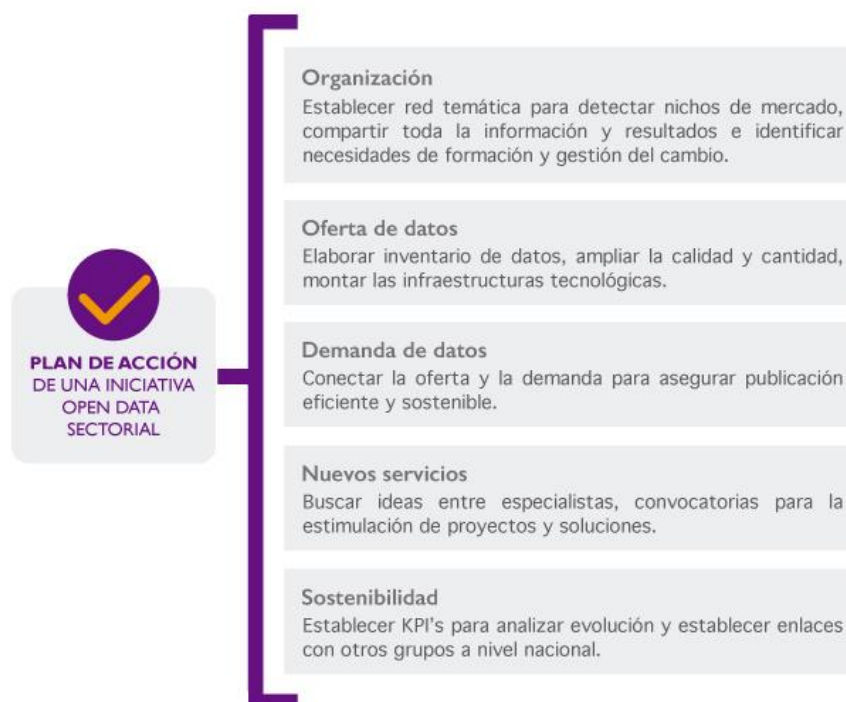 PLAN DE ACCIÓN
DE UNA INICIATIVA
OPEN DATA
SECTORIAL
Organización
Establecer red temática para detectar nichos de mercado,
compartir toda la información y resultados e identificar
necesidades de formación y gestión del cambio.
Oferta de datos
Elaborar inventario de datos, ampliar la calidad y cantidad,
montar las infraestructuras tecnológicas.
Demanda de datos
Conectar la oferta y la demanda para asegurar publicación
eficiente y sostenible.
Nuevos servicios
Buscar ideas entre especialistas, convocatorias para la
estimulación de proyectos y soluciones.
Sostenibilidad
Establecer KPI's para analizar evolución y establecer enlaces
con otros grupos a nivel nacional.